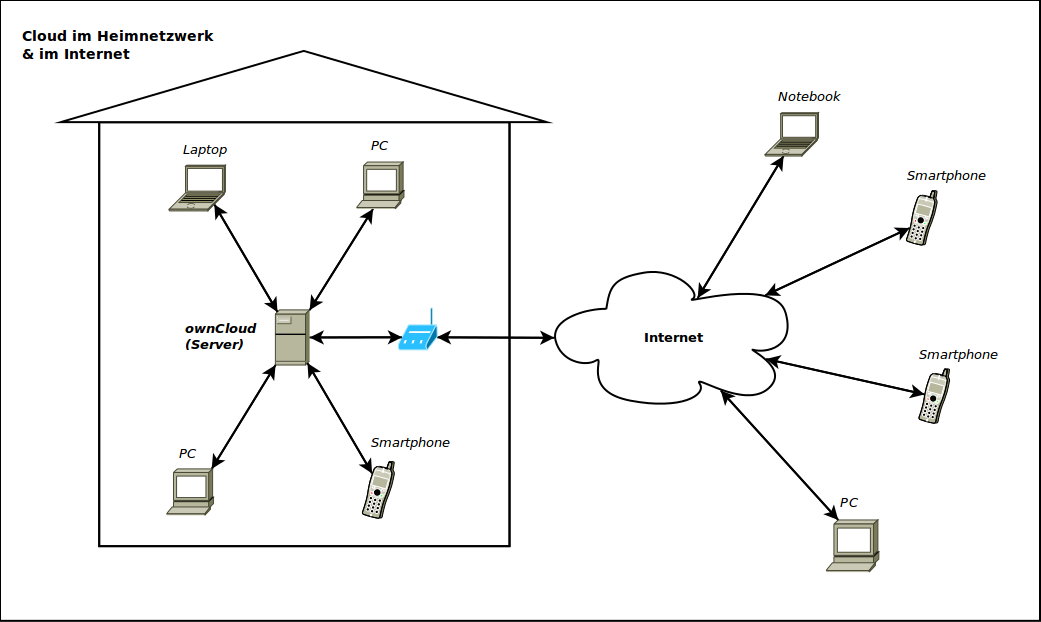 Cloud im Heimnetzwerk
& im Internet
Notebook
Laptop
PC
Smartphone
ownCloud
(Server)
Internet
Smartphone
Smartphone
PC
PC